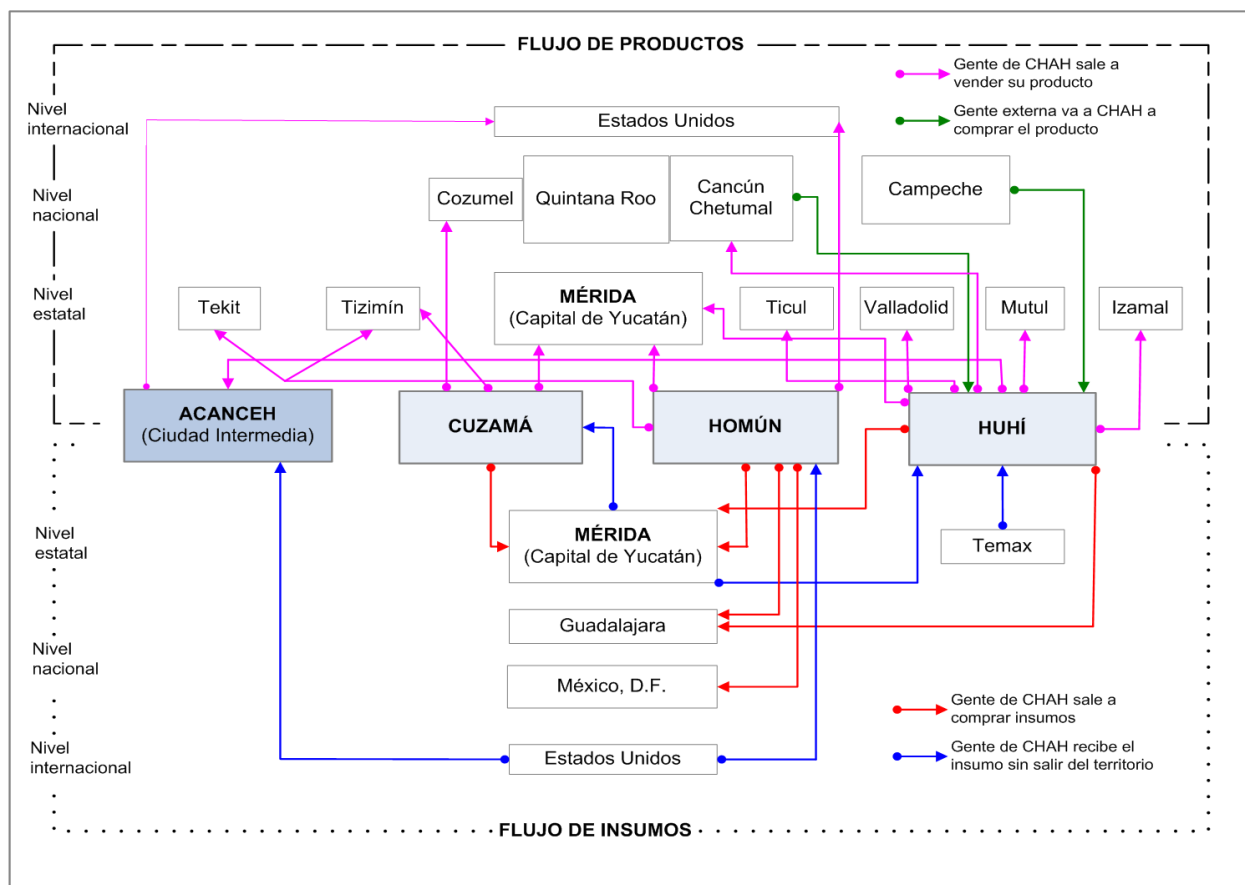 FLUJO DE PRODUCTOS
Gente de CHAH sale a
vender su producto
Gente externa va a CHAH a
comprar el producto
Nivel
internacional
Estados Unidos
Nivel
nacional
Cozumel
Quintana Roo
Cancún
Chetumal
Campeche
Nivel
estatal
Tekit
Tizimín
MÉRIDA
(Capital de Yucatán)
Ticul
Valladolid
Mutul
Izamal
ACANCEH
(Ciudad Intermedia)
CUZAMÁ
HOMÚN
HUHÍ
Nivel
estatal
MÉRIDA
(Capital de Yucatán)
Temax
Nivel
nacional
Guadalajara
México, D.F.
Gente de CHAH sale a
comprar insumos
Nivel
internacional
Estados Unidos
Gente de CHAH recibe el
insumo sin salir del territorio
FLUJO DE INSUMOS